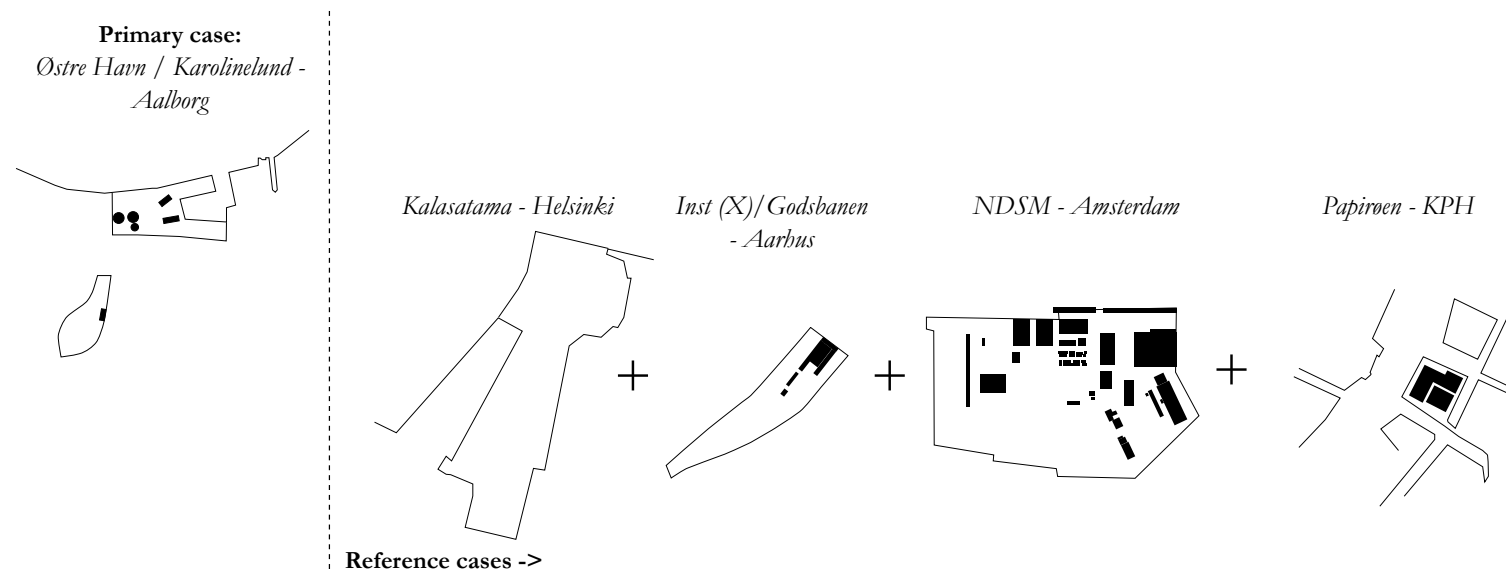 Primary case:
Østre Havn / Karolinelund -
Aalborg
Kalasatama - Helsinki
Inst (X)/Godsbanen
- Aarhus
NDSM - Amsterdam
Papirøen - KPH
+
+
+
Reference cases ->